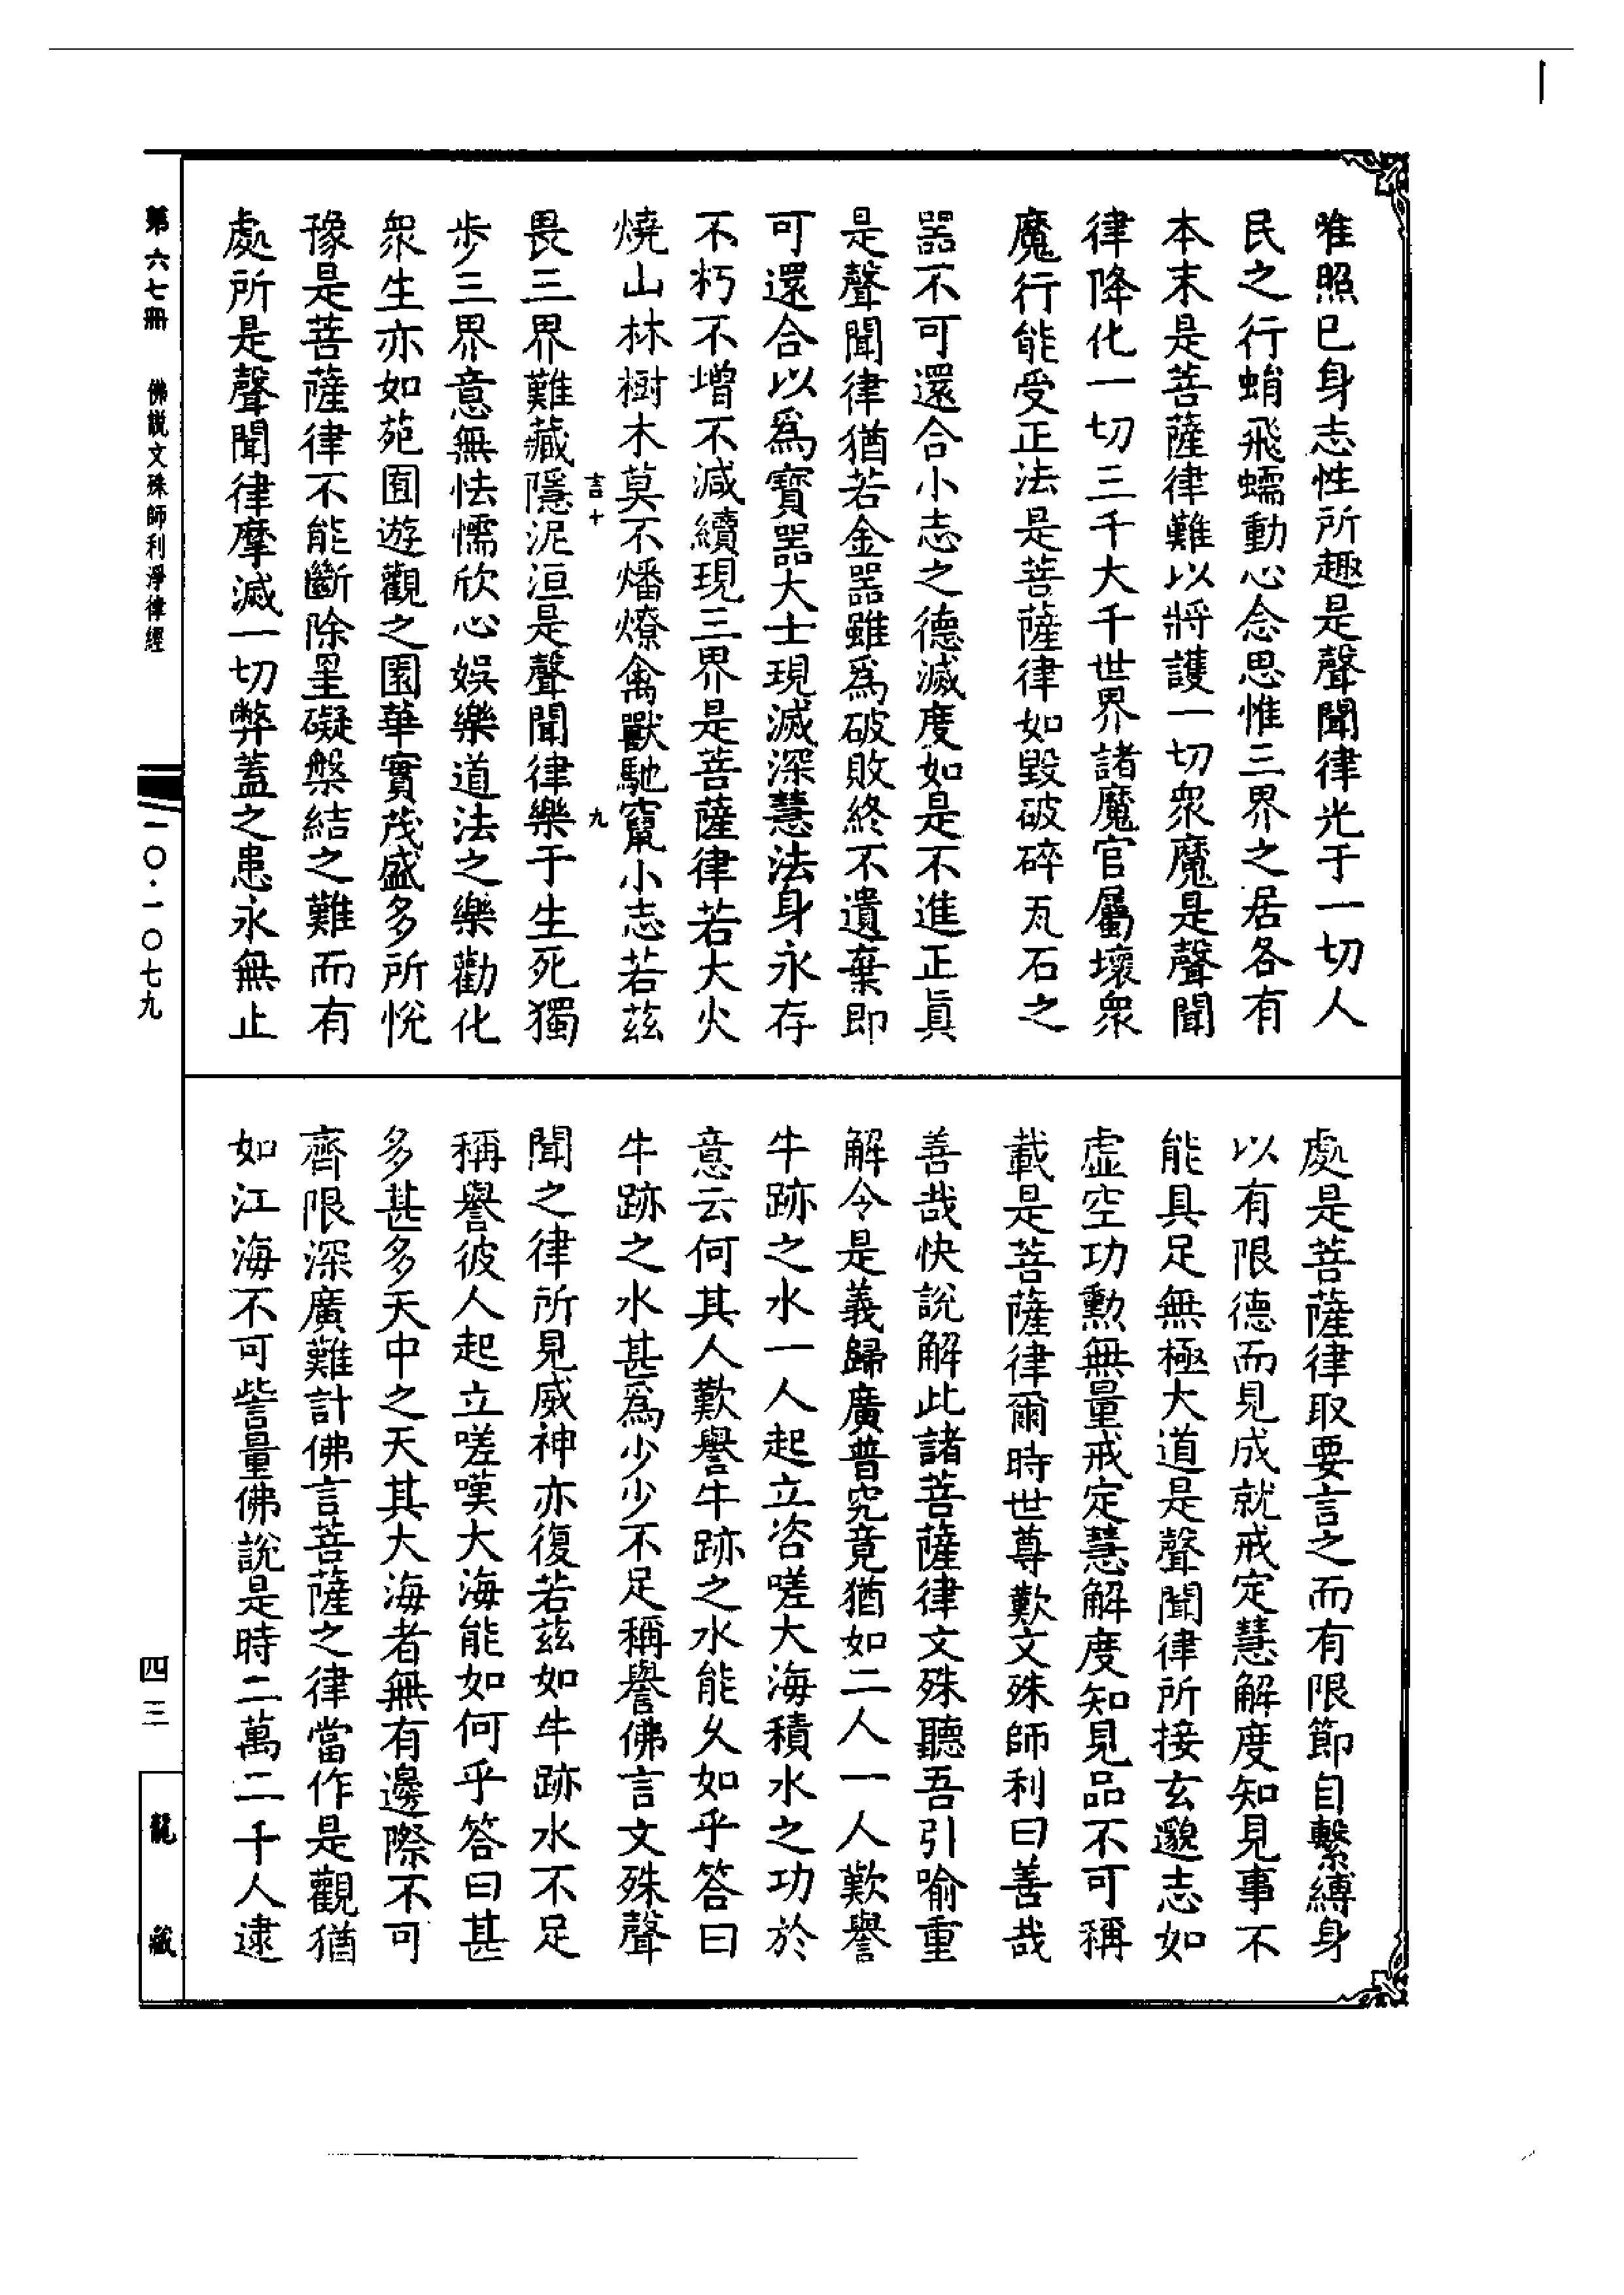 唯照已身志性所趣是聲聞律光于一切人
民之行蛸飛蠕動心念思惟三界之居各有
本末是菩薩律難以將護一切衆魔是聲聞
律降化一切三千大千世界諸魔官屬壞衆
魔行能受正法是菩薩律如毀破碎瓦石之
器不可還合小志之德滅度如是不進正真
是聲聞律猶若金器雖爲破敗終不遺棄即
可還合以爲寶器大士現滅深慧法身永存
不朽不增不減續現三界是菩薩律若大火
燒山林樹木莫不燔燎禽獸馳竄小志若茲
言十
九
畏三界難藏隱泥洹是聲聞律樂于生死獨
步三界意無怯懦欣心娛樂道法之樂勸化
衆生亦如苑囿遊觀之園華實茂盛多所悅
豫是菩薩律不能斷除罣礙槃結之難而有
處所是聲聞律摩滅一切弊蓋之患永無止
處是菩薩律取要言之而有限節自繫縛身
以有限德而見成就戒定慧解度知見事不
能具足無極大道是聲聞律所接玄邈志如
虛空功勳無量戒定慧解度知見品不可稱
載是菩薩律爾時世尊歎文殊師利曰善哉
善哉快說解此諸菩薩律文殊聽吾引喻重
解令是義歸廣普究竟猶如二人一人歎譽
牛跡之水一人起立咨嗟大海積水之功於
意云何其人歎譽牛跡之水能久如乎答曰
牛跡之水甚爲少少不足稱譽佛言文殊聲
聞之律所見威神亦復若茲如牛跡水不足
稱譽彼人起立嗟嘆大海能如何乎答曰甚
多甚多天中之天其大海者無有邊際不可
齊限深廣難計佛言菩薩之律當作是觀猶
如江海不可訾量佛說是時二萬二千人逮
第六七冊 佛說文殊師利淨律經
一〇·一〇七九
四三
龍藏